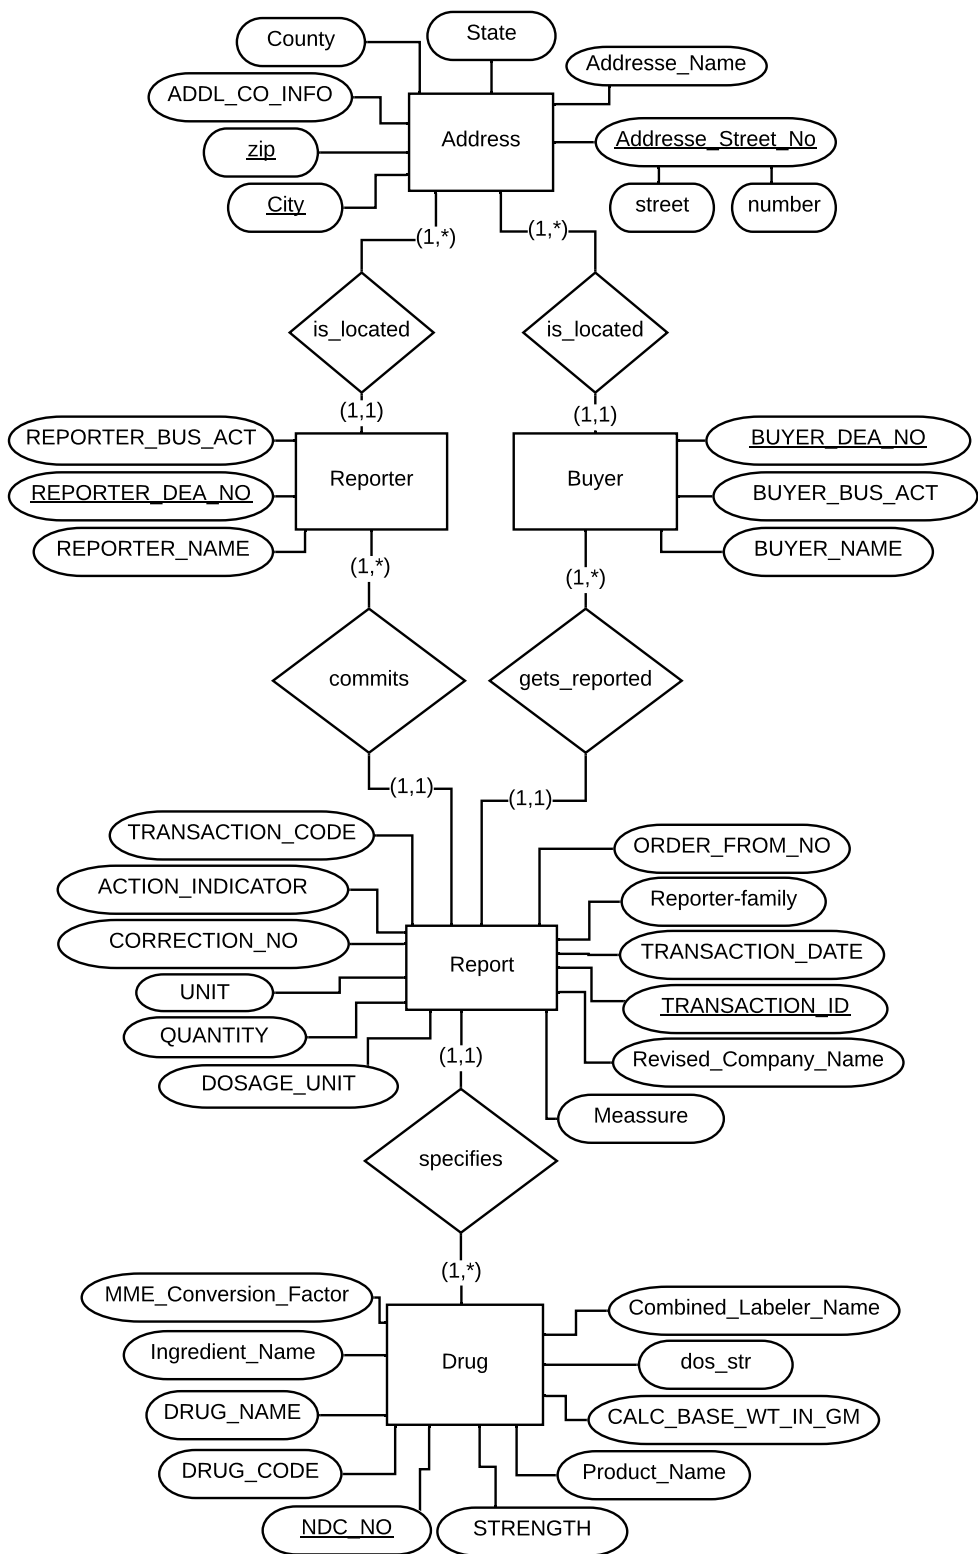 State
County
Addresse_Name
ADDL_CO_INFO
Address
Addresse_Street_No
zip
City
street
number
(1,*)
(1,*)
is_located
is_located
(1,1)
(1,1)
REPORTER_BUS_ACT
BUYER_DEA_NO
Reporter
Buyer
REPORTER_DEA_NO
BUYER_BUS_ACT
REPORTER_NAME
BUYER_NAME
(1,*)
(1,*)
commits
gets_reported
(1,1)
(1,1)
TRANSACTION_CODE
ORDER_FROM_NO
ACTION_INDICATOR
Reporter-family
CORRECTION_NO
TRANSACTION_DATE
Report
UNIT
TRANSACTION_ID
QUANTITY
Revised_Company_Name
(1,1)
DOSAGE_UNIT
Meassure
specifies
(1,*)
MME_Conversion_Factor
Combined_Labeler_Name
Ingredient_Name
Drug
dos_str
DRUG_NAME
CALC_BASE_WT_IN_GM
DRUG_CODE
Product_Name
NDC_NO
STRENGTH